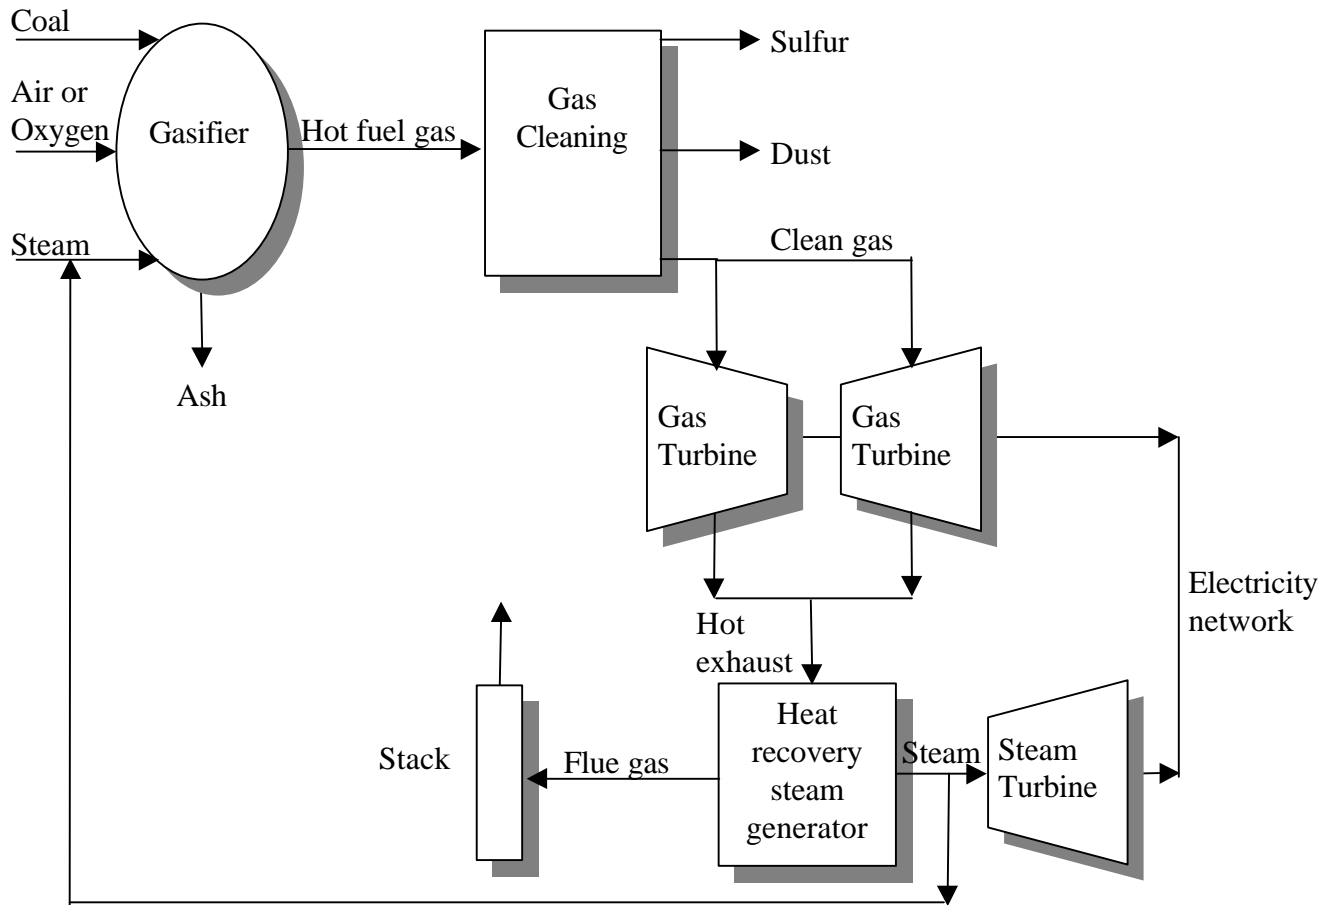 Coal
Air or
Oxygen
Steam
Gasifier
Ash
Hot fuel gas
Gas
Cleaning
Sulfur
Dust
Clean gas
Gas
Turbine
Gas
Turbine
Electricity
network
Hot
exhaust
Stack
Flue gas
Heat
recovery
steam
generator
Steam
Steam
Turbine